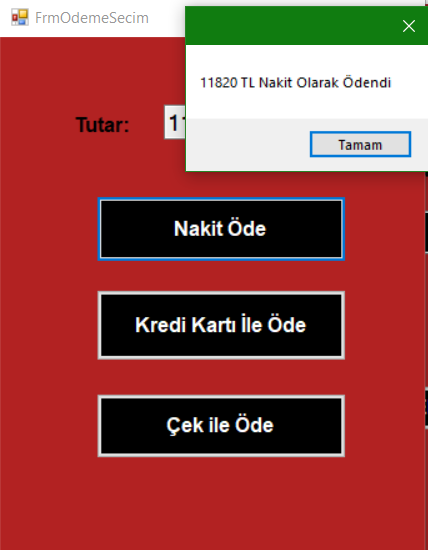 FrmOdemeSecim
11820 TL Nakit Olarak Ödendi
Tamam
Tutar:
Nakit Öde
Kredi Kartı İle Öde
Çek ile Öde